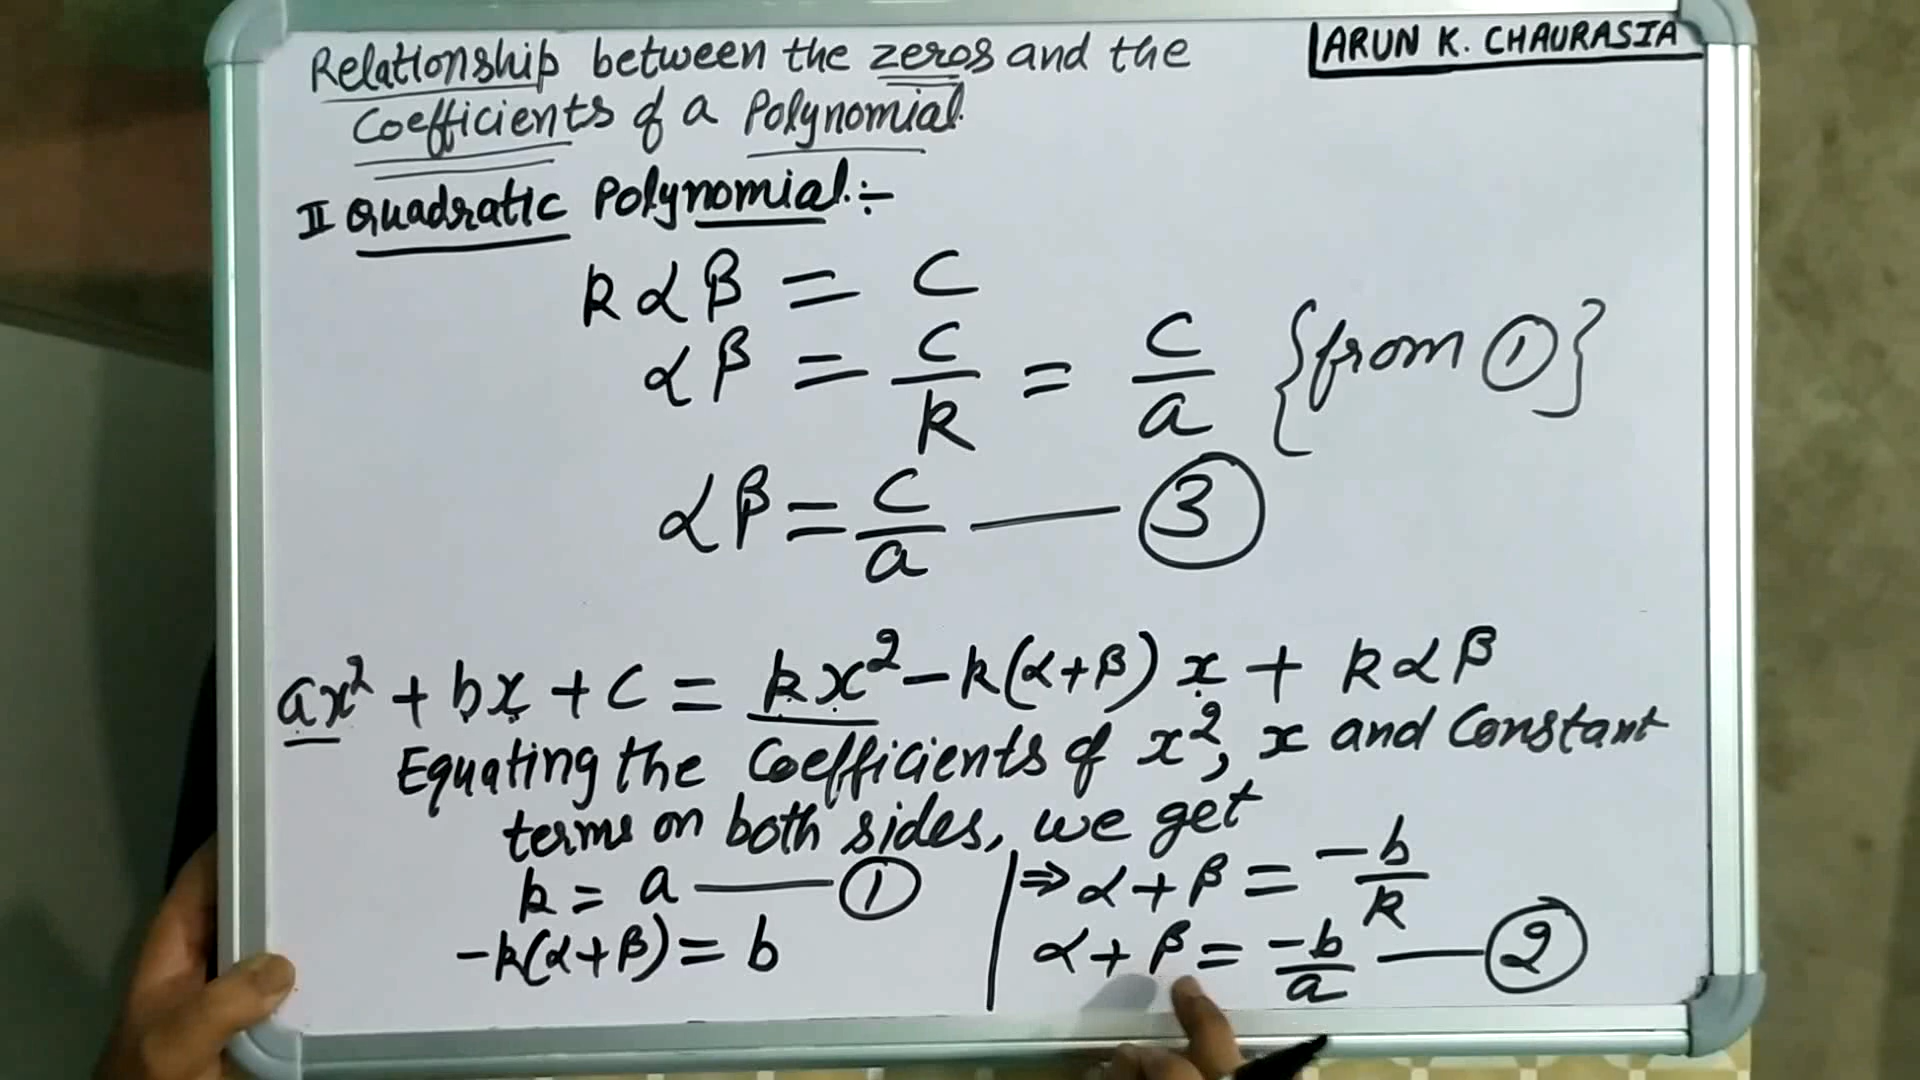 Relationship between the zeros and the
ARUN K. CHAURASIA
Coefficients of a Polynomial.
II Quadratic Polynomial :-
kαβ = c
αβ = c/k = c/a {from ①}
αβ = c/a —— ③
ax² + bx + c = kx² - k(α+β) x + kαβ
Equating the Coefficients of x², x and Constant
terms on both sides, we get
k = a —— ①
-k(α+β) = b
⇒ α + β = -b/k
α + β = -b/a —— ②